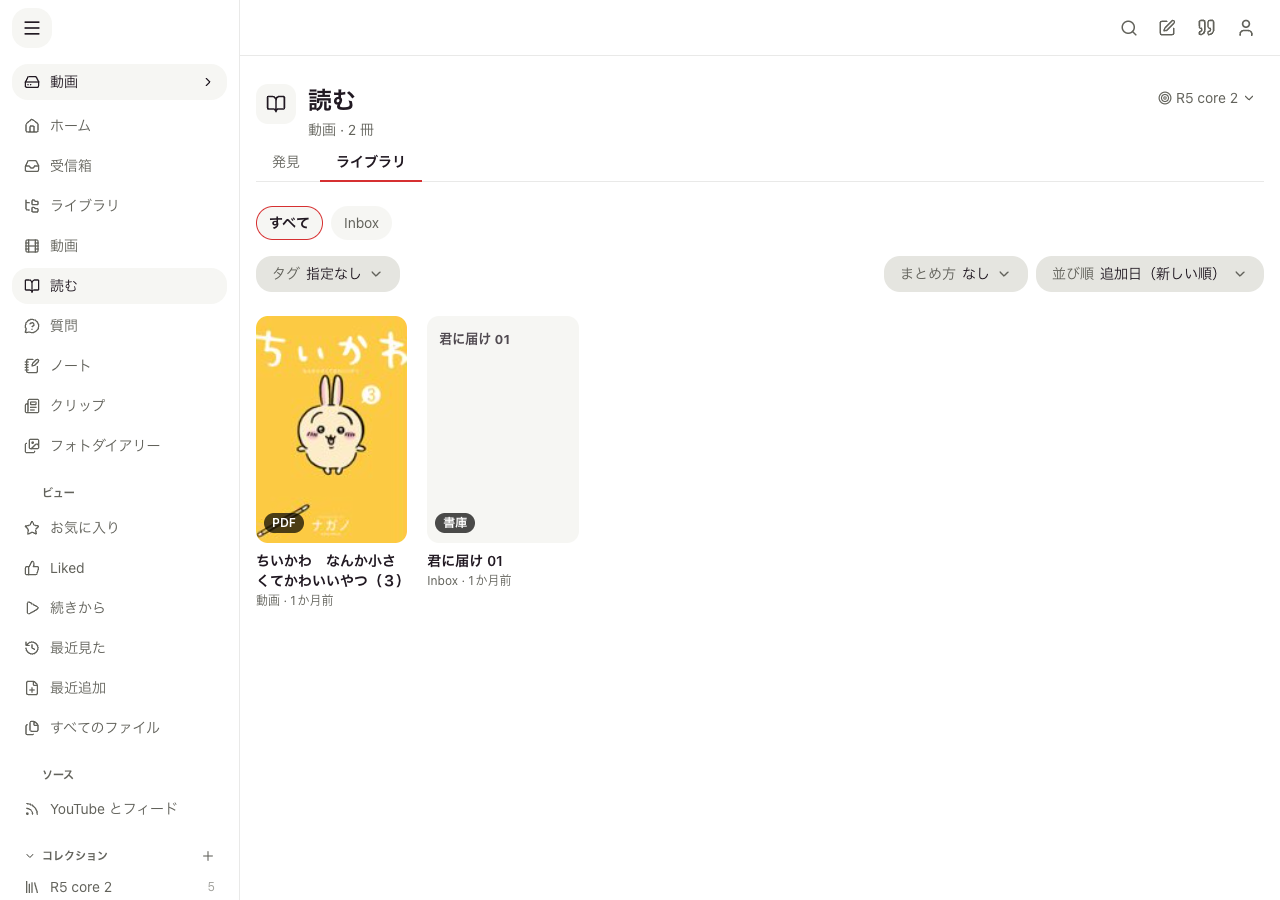 動画
ホーム
受信箱
ライブラリ
動画
読む
質問
ノート
クリップ
フォトダイアリー
ビュー
お気に入り
Liked
続きから
最近見た
最近追加
すべてのファイル
ソース
YouTube とフィード
コレクション
R5 core 2 5
読む
動画 · 2 冊
R5 core 2
発見 ライブラリ
すべて Inbox
タグ 指定なし まとめ方 なし 並び順 追加日（新しい順）
ちいかわ
3
ナガノ
PDF
ちいかわ　なんか小さ
くてかわいいやつ（３）
動画 · 1か月前
君に届け 01
書庫
君に届け 01
Inbox · 1か月前